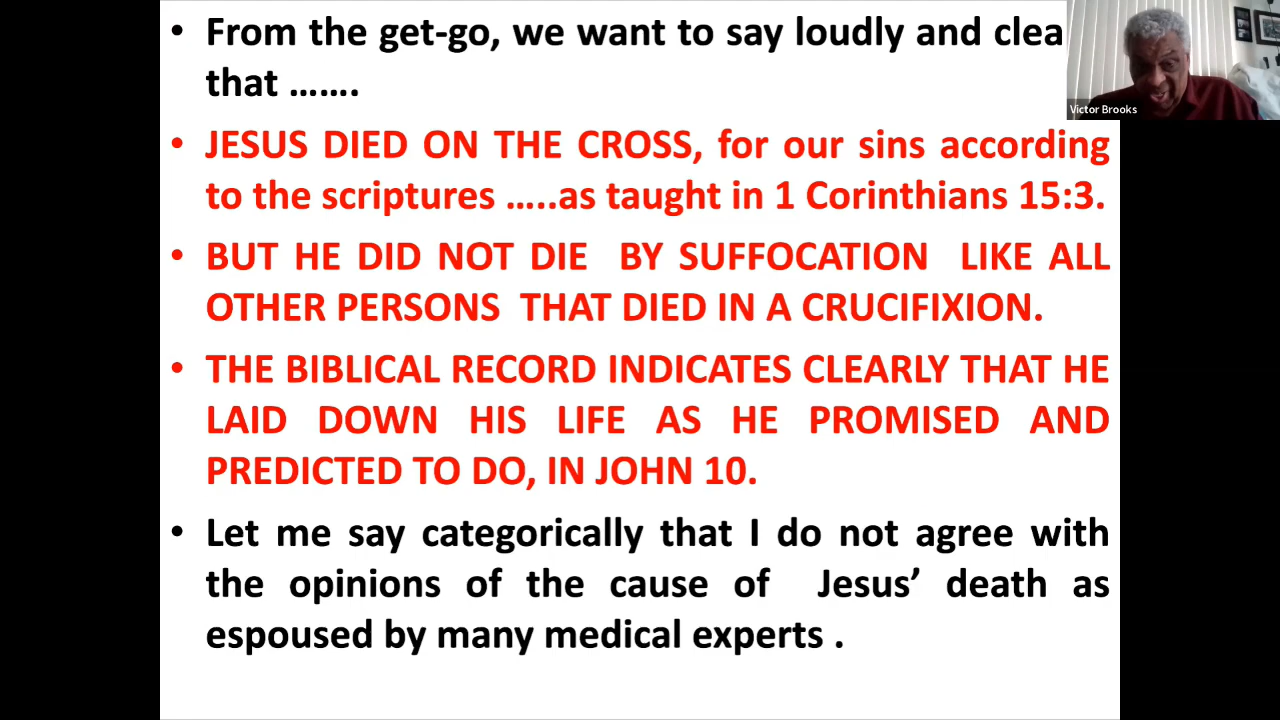 • From the get-go, we want to say loudly and clea
that …….
• JESUS DIED ON THE CROSS, for our sins according
to the scriptures …..as taught in 1 Corinthians 15:3.
• BUT HE DID NOT DIE BY SUFFOCATION LIKE ALL
OTHER PERSONS THAT DIED IN A CRUCIFIXION.
• THE BIBLICAL RECORD INDICATES CLEARLY THAT HE
LAID DOWN HIS LIFE AS HE PROMISED AND
PREDICTED TO DO, IN JOHN 10.
• Let me say categorically that I do not agree with
the opinions of the cause of Jesus’ death as
espoused by many medical experts .
Victor Brooks